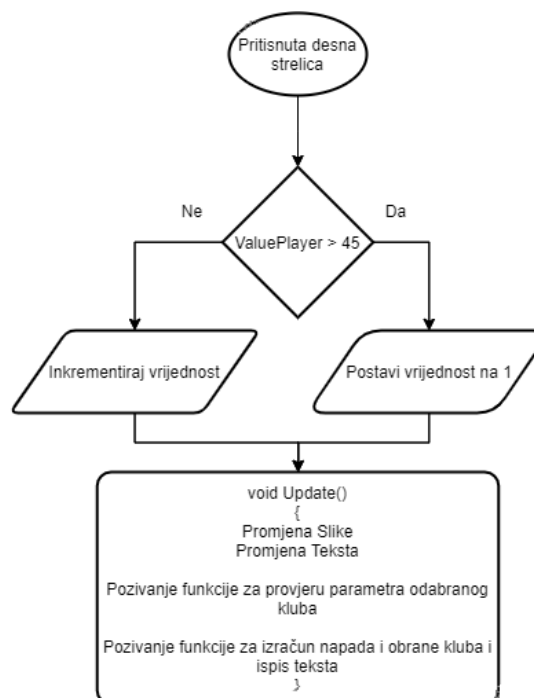 Pritisnuta desna
strelica
Ne
Da
ValuePlayer > 45
Inkrementiraj vrijednost
Postavi vrijednost na 1
void Update()
{
Promjena Slike
Promjena Teksta
Pozivanje funkcije za provjeru parametra odabranog
kluba
Pozivanje funkcije za izračun napada i obrane kluba i
ispis teksta
}